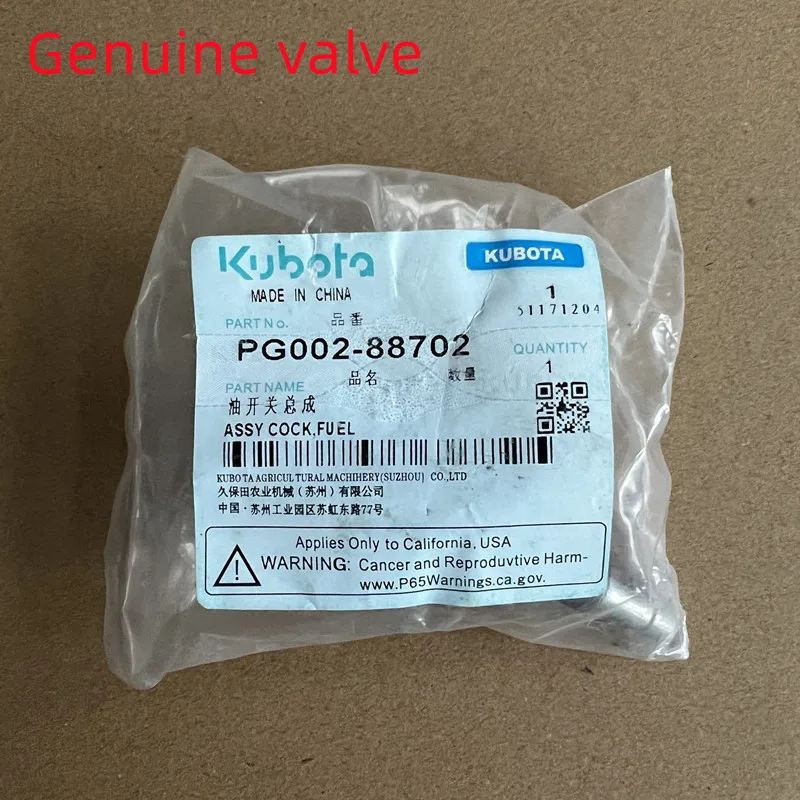 Genuine valve
Kubota
KUBOTA
MADE IN CHINA
1
51171204
PART No. 品番
PG002-88702
QUANTITY
品名 数量 1
PART NAME
油开关总成
ASSY COCK,FUEL
KUBOTA AGRICULTURAL MACHIHERY(SUZHOU) CO.,LTD
久保田农业机械(苏州)有限公司
中国·苏州工业园区苏虹东路77号
Applies Only to California, USA
WARNING: Cancer and Reproduvtive Harm-
www.P65Warnings.ca.gov.